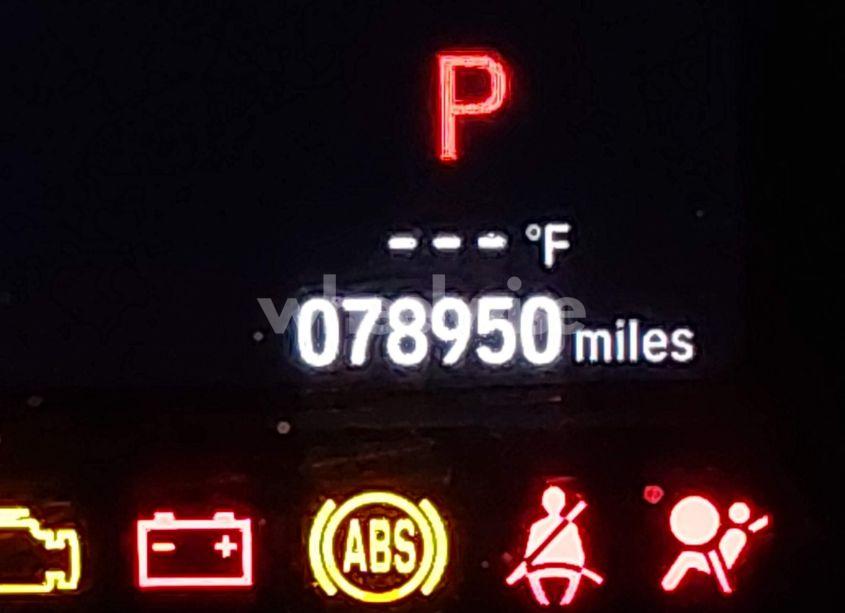 P
--- °F
078950 miles
- +
ABS